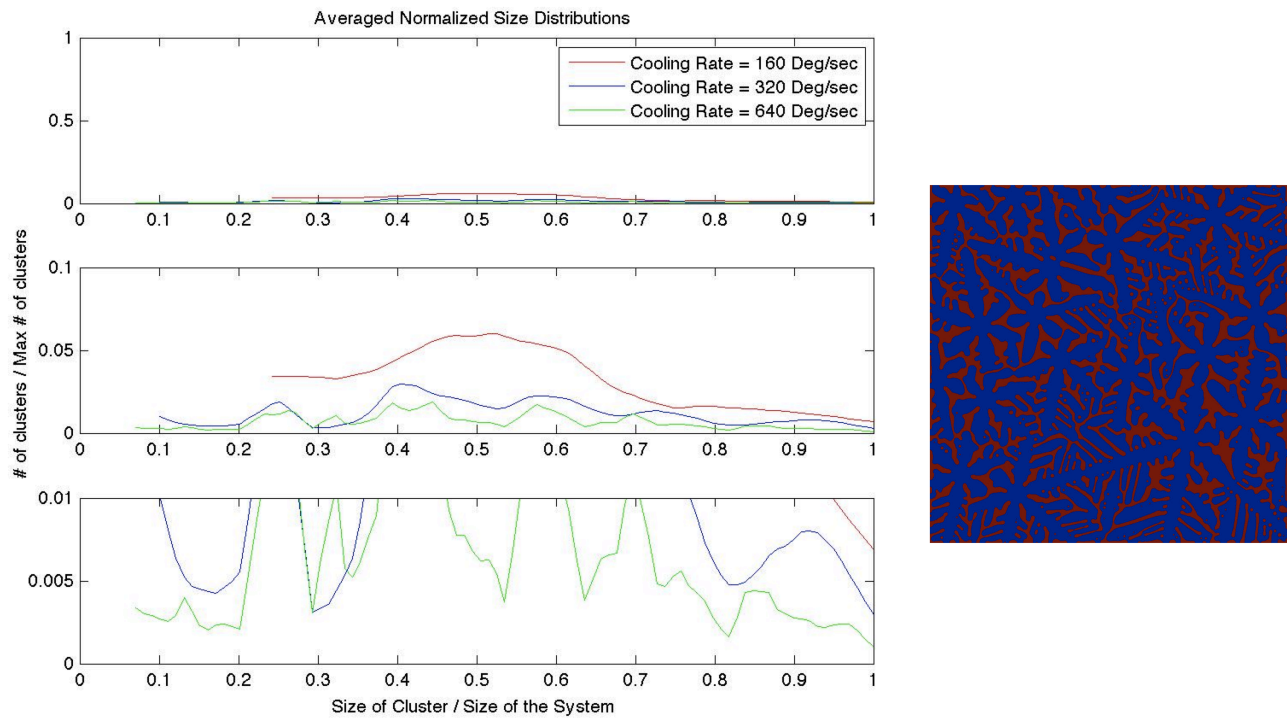 Averaged Normalized Size Distributions
1
0.5
0
Cooling Rate = 160 Deg/sec
Cooling Rate = 320 Deg/sec
Cooling Rate = 640 Deg/sec
0 0.1 0.2 0.3 0.4 0.5 0.6 0.7 0.8 0.9 1
# of clusters / Max # of clusters
0.1
0.05
0
0 0.1 0.2 0.3 0.4 0.5 0.6 0.7 0.8 0.9 1
0.01
0.005
0
0 0.1 0.2 0.3 0.4 0.5 0.6 0.7 0.8 0.9 1
Size of Cluster / Size of the System